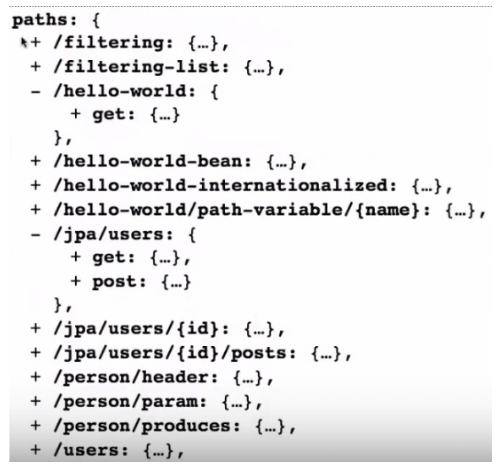 paths: {
+ /filtering: {…},
+ /filtering-list: {…},
- /hello-world: {
+ get: {…}
},
+ /hello-world-bean: {…},
+ /hello-world-internationalized: {…},
+ /hello-world/path-variable/{name}: {…},
- /jpa/users: {
+ get: {…},
+ post: {…}
},
+ /jpa/users/{id}: {…},
+ /jpa/users/{id}/posts: {…},
+ /person/header: {…},
+ /person/param: {…},
+ /person/produces: {…},
+ /users: {…},